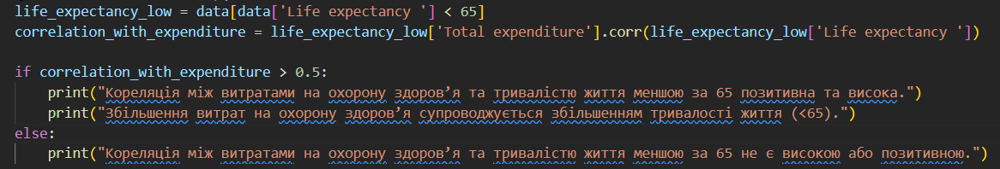 life_expectancy_low = data[data['Life expectancy '] < 65]
correlation_with_expenditure = life_expectancy_low['Total expenditure'].corr(life_expectancy_low['Life expectancy '])
if correlation_with_expenditure > 0.5:
    print("Кореляція між витратами на охорону здоров’я та тривалістю життя меншою за 65 позитивна та висока.")
    print("Збільшення витрат на охорону здоров’я супроводжується збільшенням тривалості життя (<65).")
else:
    print("Кореляція між витратами на охорону здоров’я та тривалістю життя меншою за 65 не є високою або позитивною.")